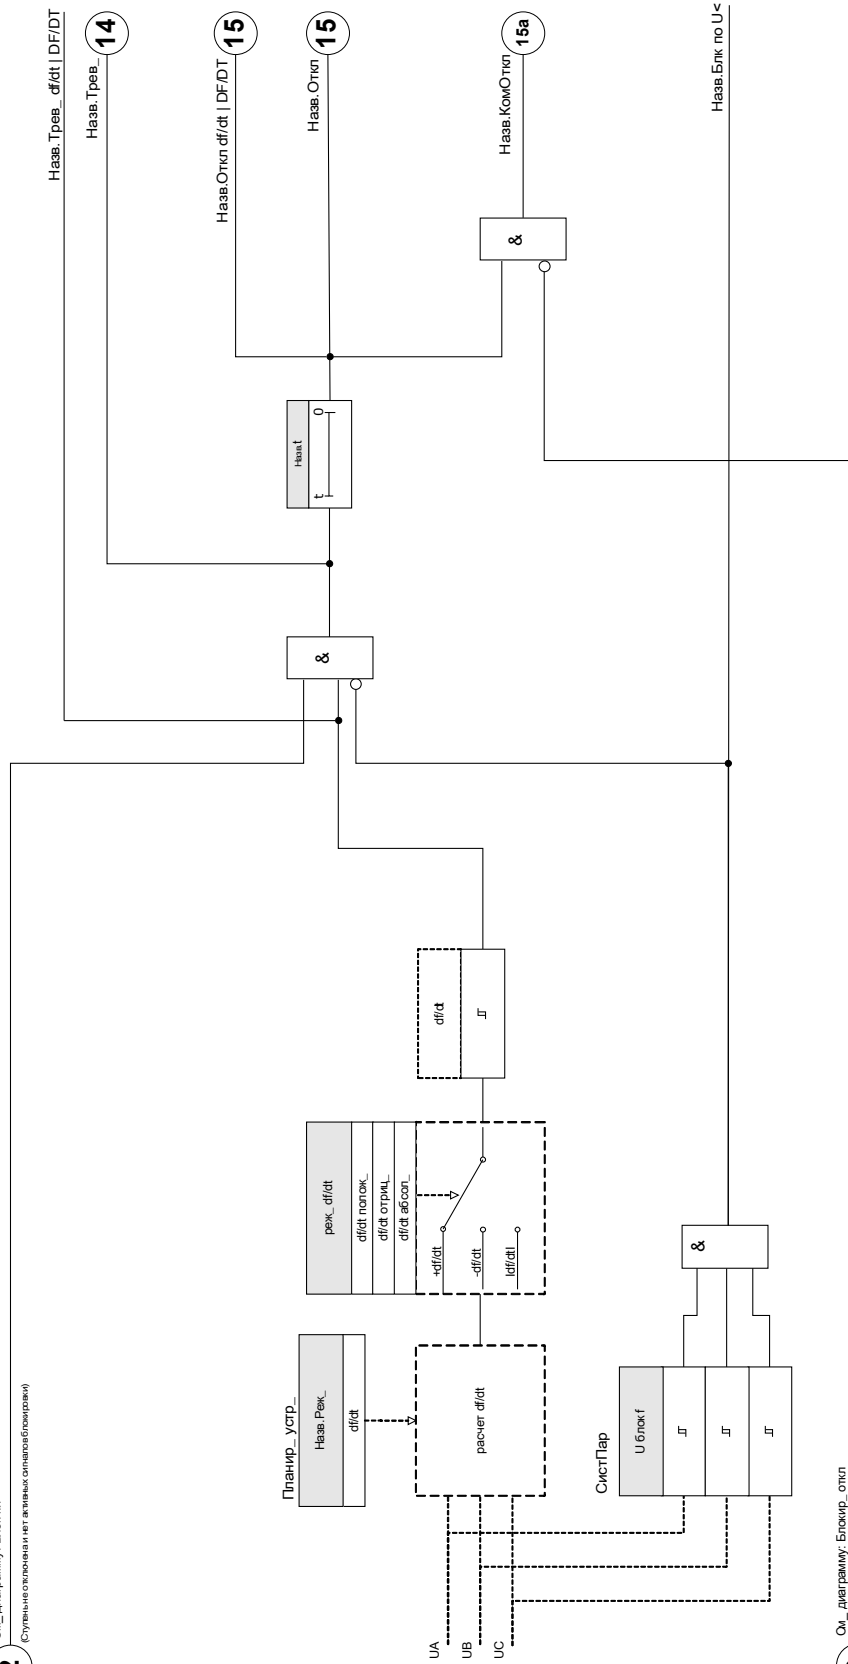 Назв.Трев_ df/dt | DF/DT
14
Назв.Трев_
15
Назв.Откл df/dt | DF/DT
15
Назв.Откл
15a
Назв.КомОткл
Назв.Блк по U<
&
Назв.t
t
0
&
df/dt
реж_ df/dt
df/dt полож_
df/dt отриц_
df/dt абсол_
+df/dt
-df/dt
|df/dt|
&
Планир_ устр_
Назв.Реж_
df/dt
расчет df/dt
СистПар
U блок f
UA
UB
UC
(Ступень не отключена и нет активных сигналов блокировки)
См_ диаграмму: Блокир_ откл